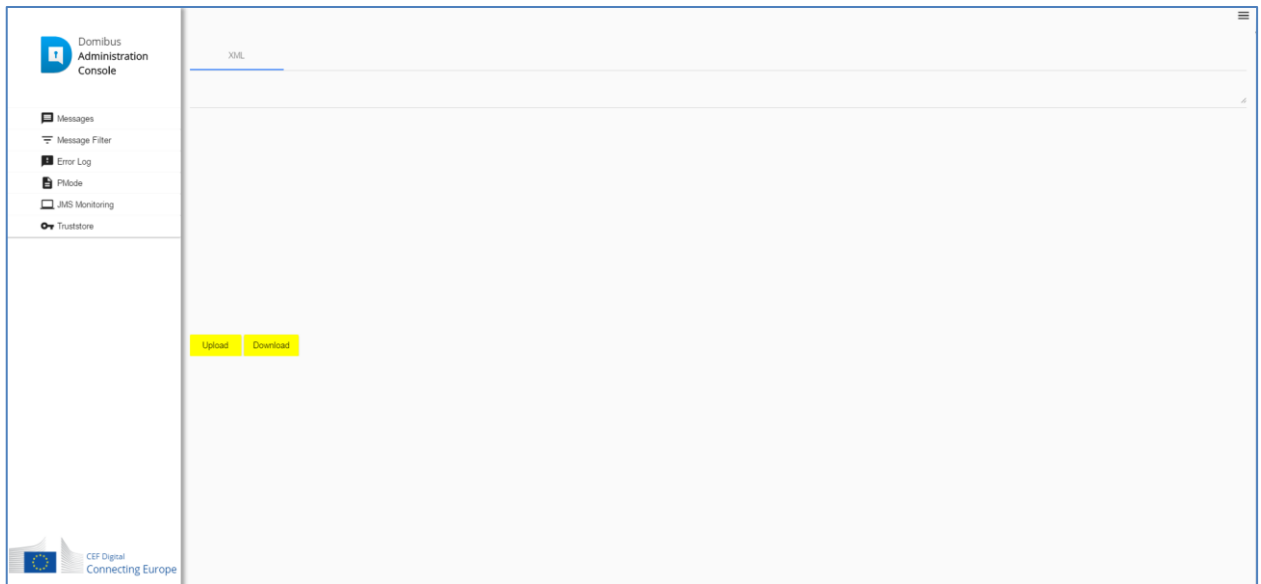 Domibus
Administration
Console
XML
Messages
Message Filter
Error Log
PMode
JMS Monitoring
Truststore
Upload
Download
CEF Digital
Connecting Europe